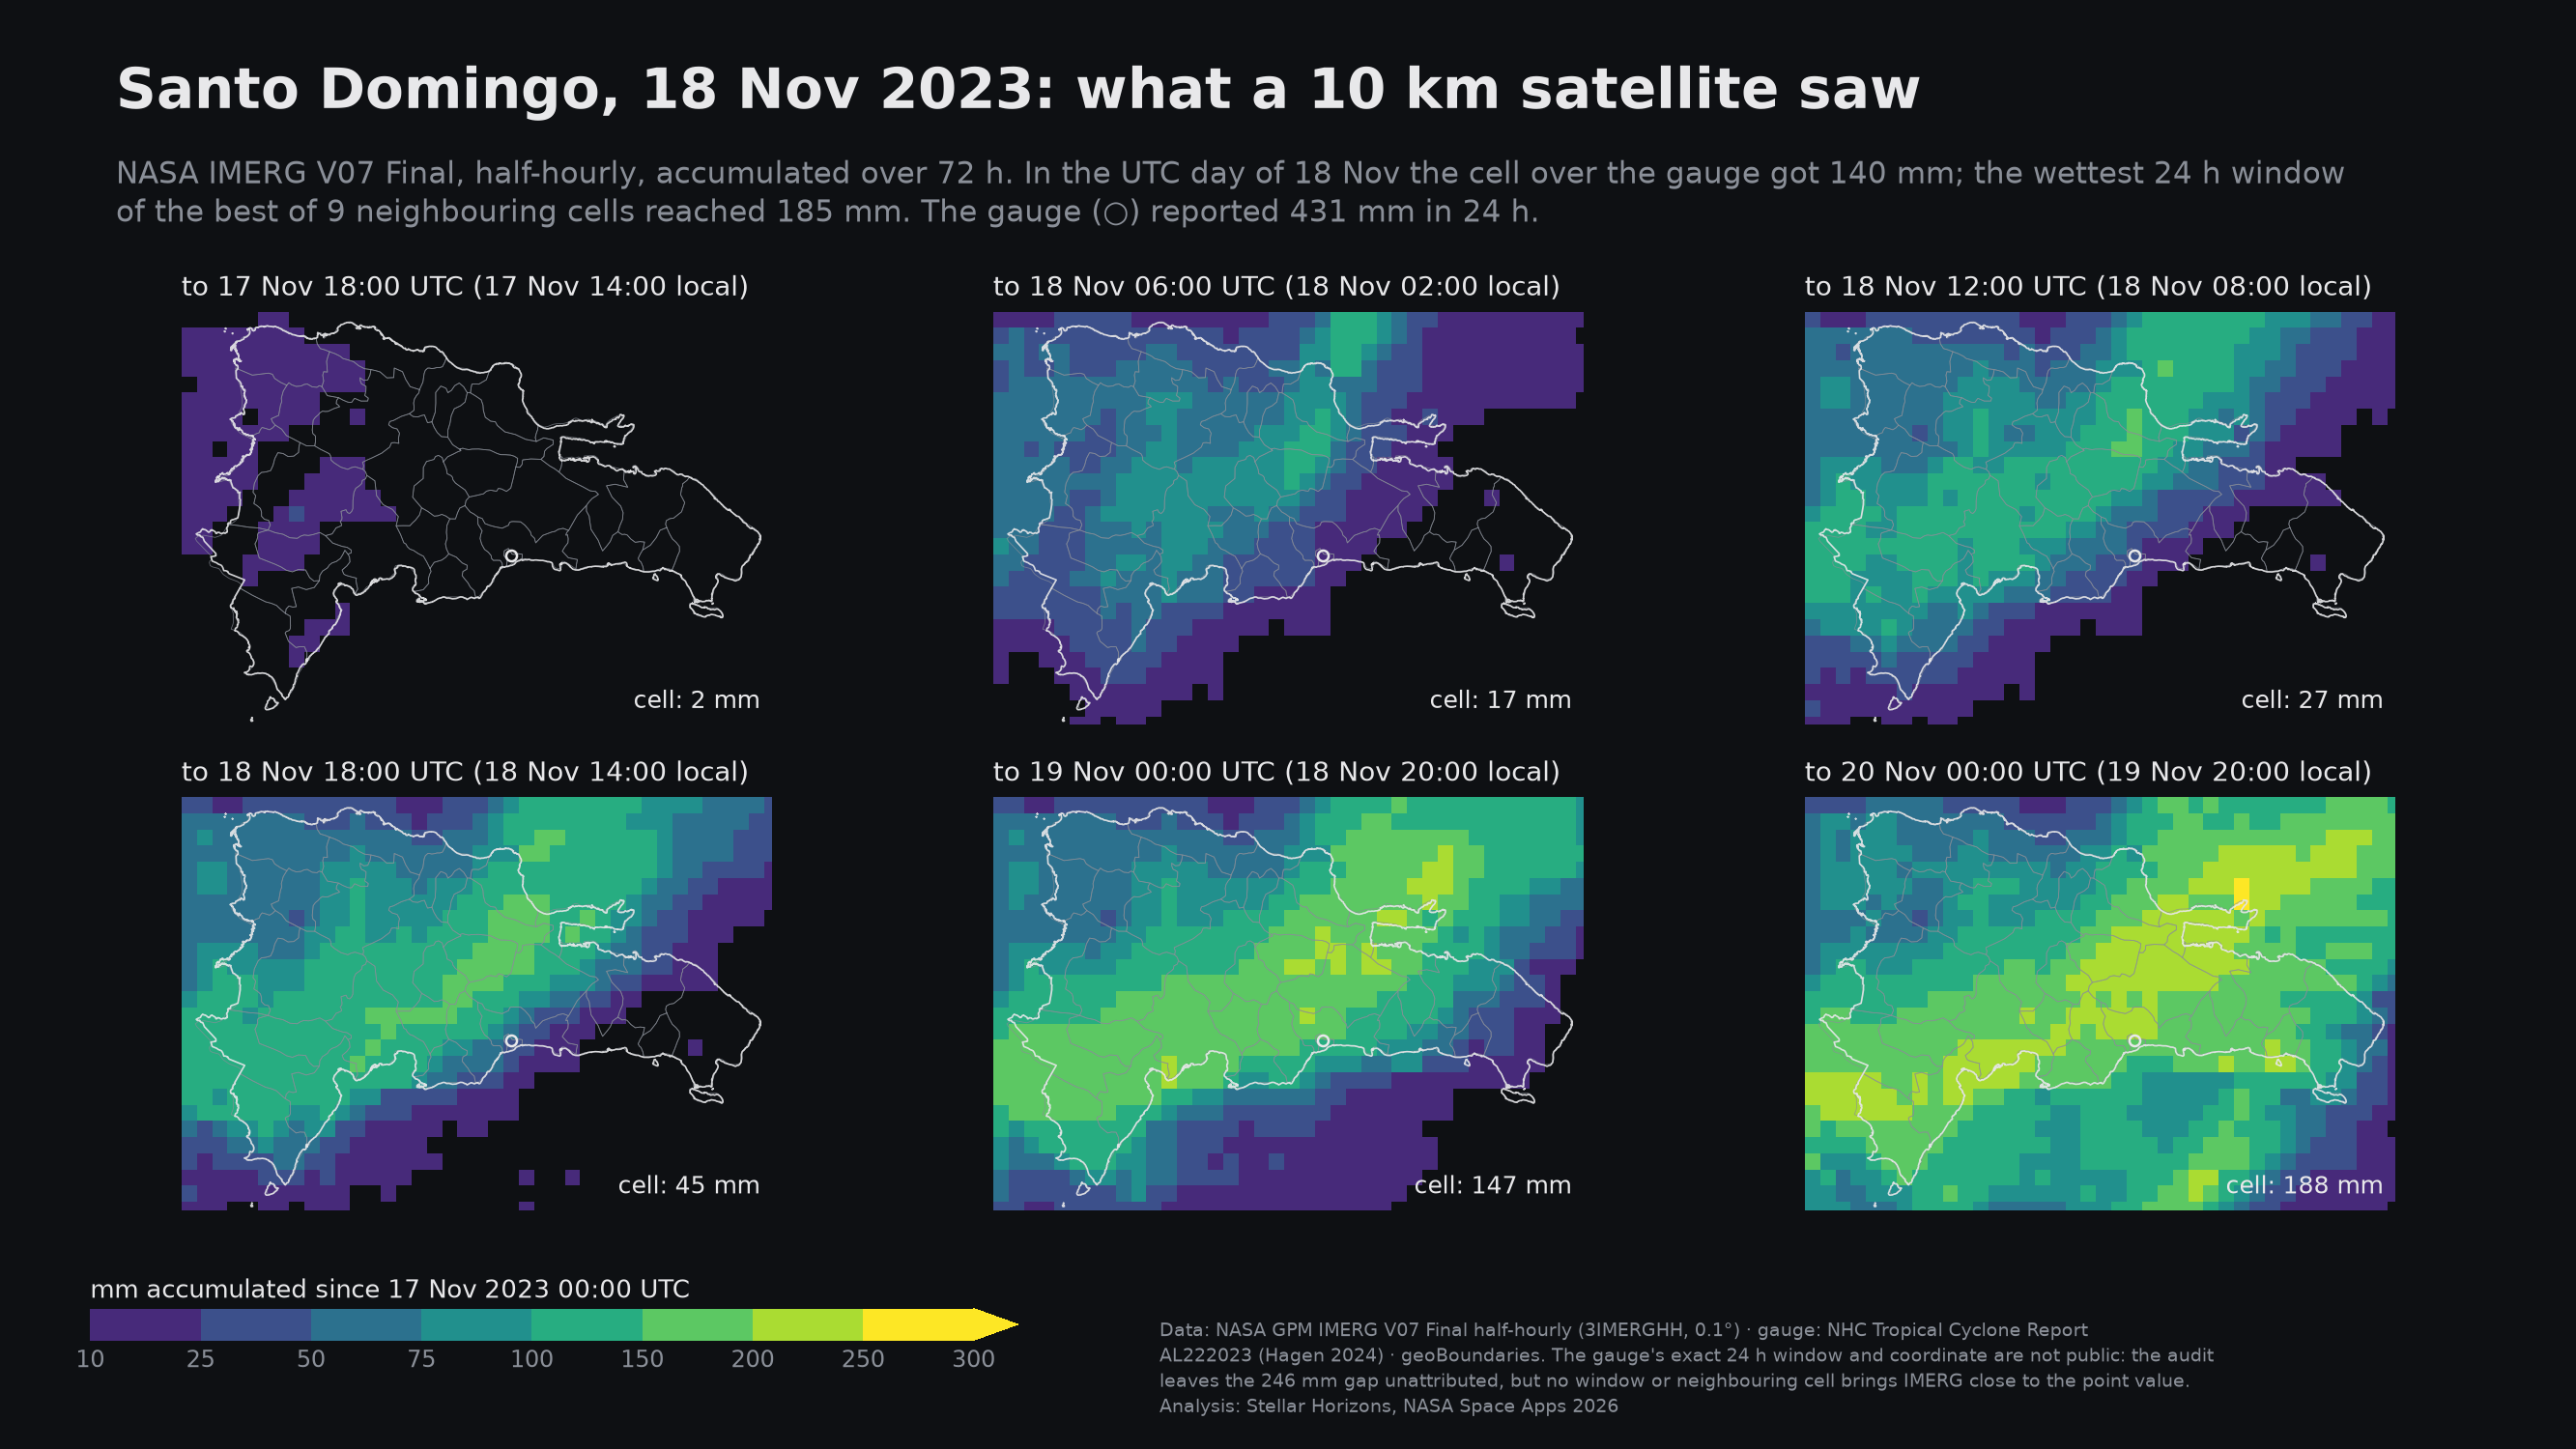 Santo Domingo, 18 Nov 2023: what a 10 km satellite saw
NASA IMERG V07 Final, half-hourly, accumulated over 72 h. In the UTC day of 18 Nov the cell over the gauge got 140 mm; the wettest 24 h window
of the best of 9 neighbouring cells reached 185 mm. The gauge (○) reported 431 mm in 24 h.
to 17 Nov 18:00 UTC (17 Nov 14:00 local)
cell: 2 mm
to 18 Nov 06:00 UTC (18 Nov 02:00 local)
cell: 17 mm
to 18 Nov 12:00 UTC (18 Nov 08:00 local)
cell: 27 mm
to 18 Nov 18:00 UTC (18 Nov 14:00 local)
cell: 45 mm
to 19 Nov 00:00 UTC (18 Nov 20:00 local)
cell: 147 mm
to 20 Nov 00:00 UTC (19 Nov 20:00 local)
cell: 188 mm
mm accumulated since 17 Nov 2023 00:00 UTC
10 25 50 75 100 150 200 250 300
Data: NASA GPM IMERG V07 Final half-hourly (3IMERGHH, 0.1°) · gauge: NHC Tropical Cyclone Report
AL222023 (Hagen 2024) · geoBoundaries. The gauge's exact 24 h window and coordinate are not public: the audit
leaves the 246 mm gap unattributed, but no window or neighbouring cell brings IMERG close to the point value.
Analysis: Stellar Horizons, NASA Space Apps 2026